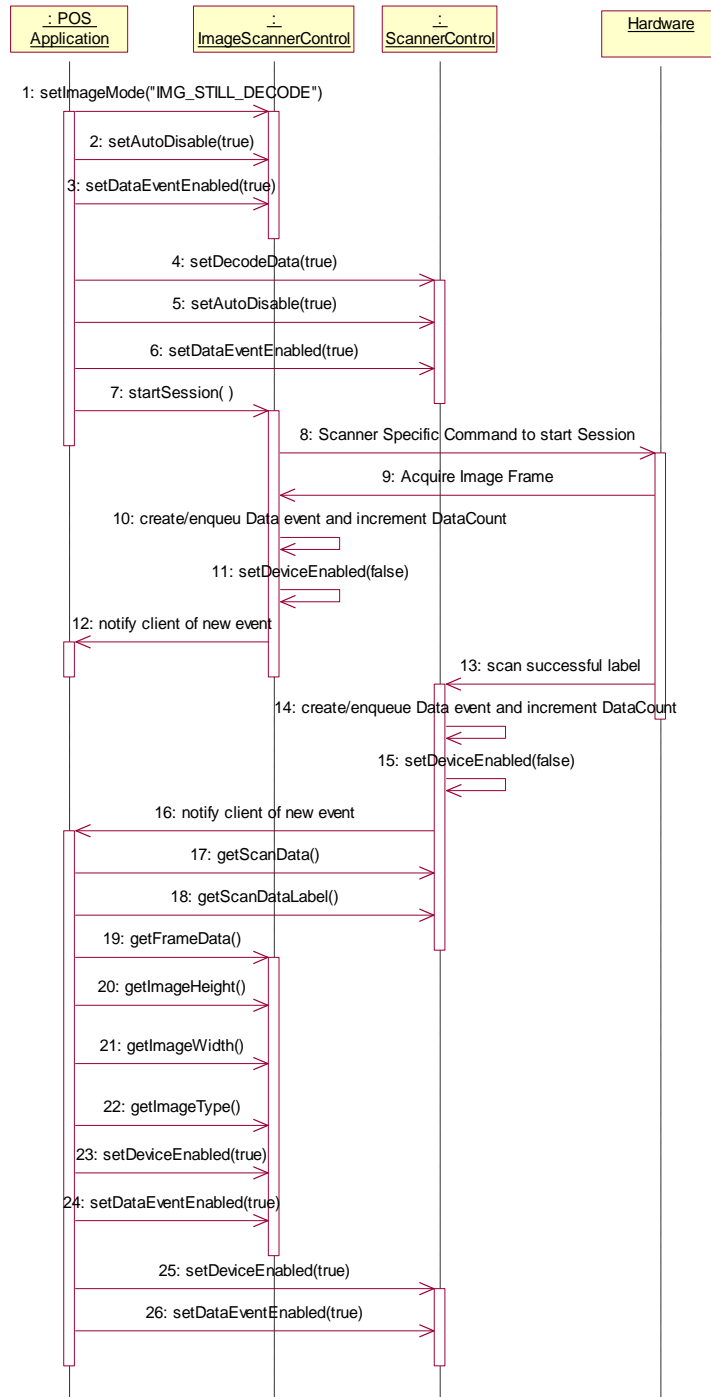 : POS
Application
:
ImageScannerControl
:
ScannerControl
Hardware
1: setImageMode("IMG_STILL_DECODE")
2: setAutoDisable(true)
3: setDataEventEnabled(true)
4: setDecodeData(true)
5: setAutoDisable(true)
6: setDataEventEnabled(true)
7: startSession( )
8: Scanner Specific Command to start Session
9: Acquire Image Frame
10: create/enqueu Data event and increment DataCount
11: setDeviceEnabled(false)
12: notify client of new event
13: scan successful label
14: create/enqueue Data event and increment DataCount
15: setDeviceEnabled(false)
16: notify client of new event
17: getScanData()
18: getScanDataLabel()
19: getFrameData()
20: getImageHeight()
21: getImageWidth()
22: getImageType()
23: setDeviceEnabled(true)
24: setDataEventEnabled(true)
25: setDeviceEnabled(true)
26: setDataEventEnabled(true)